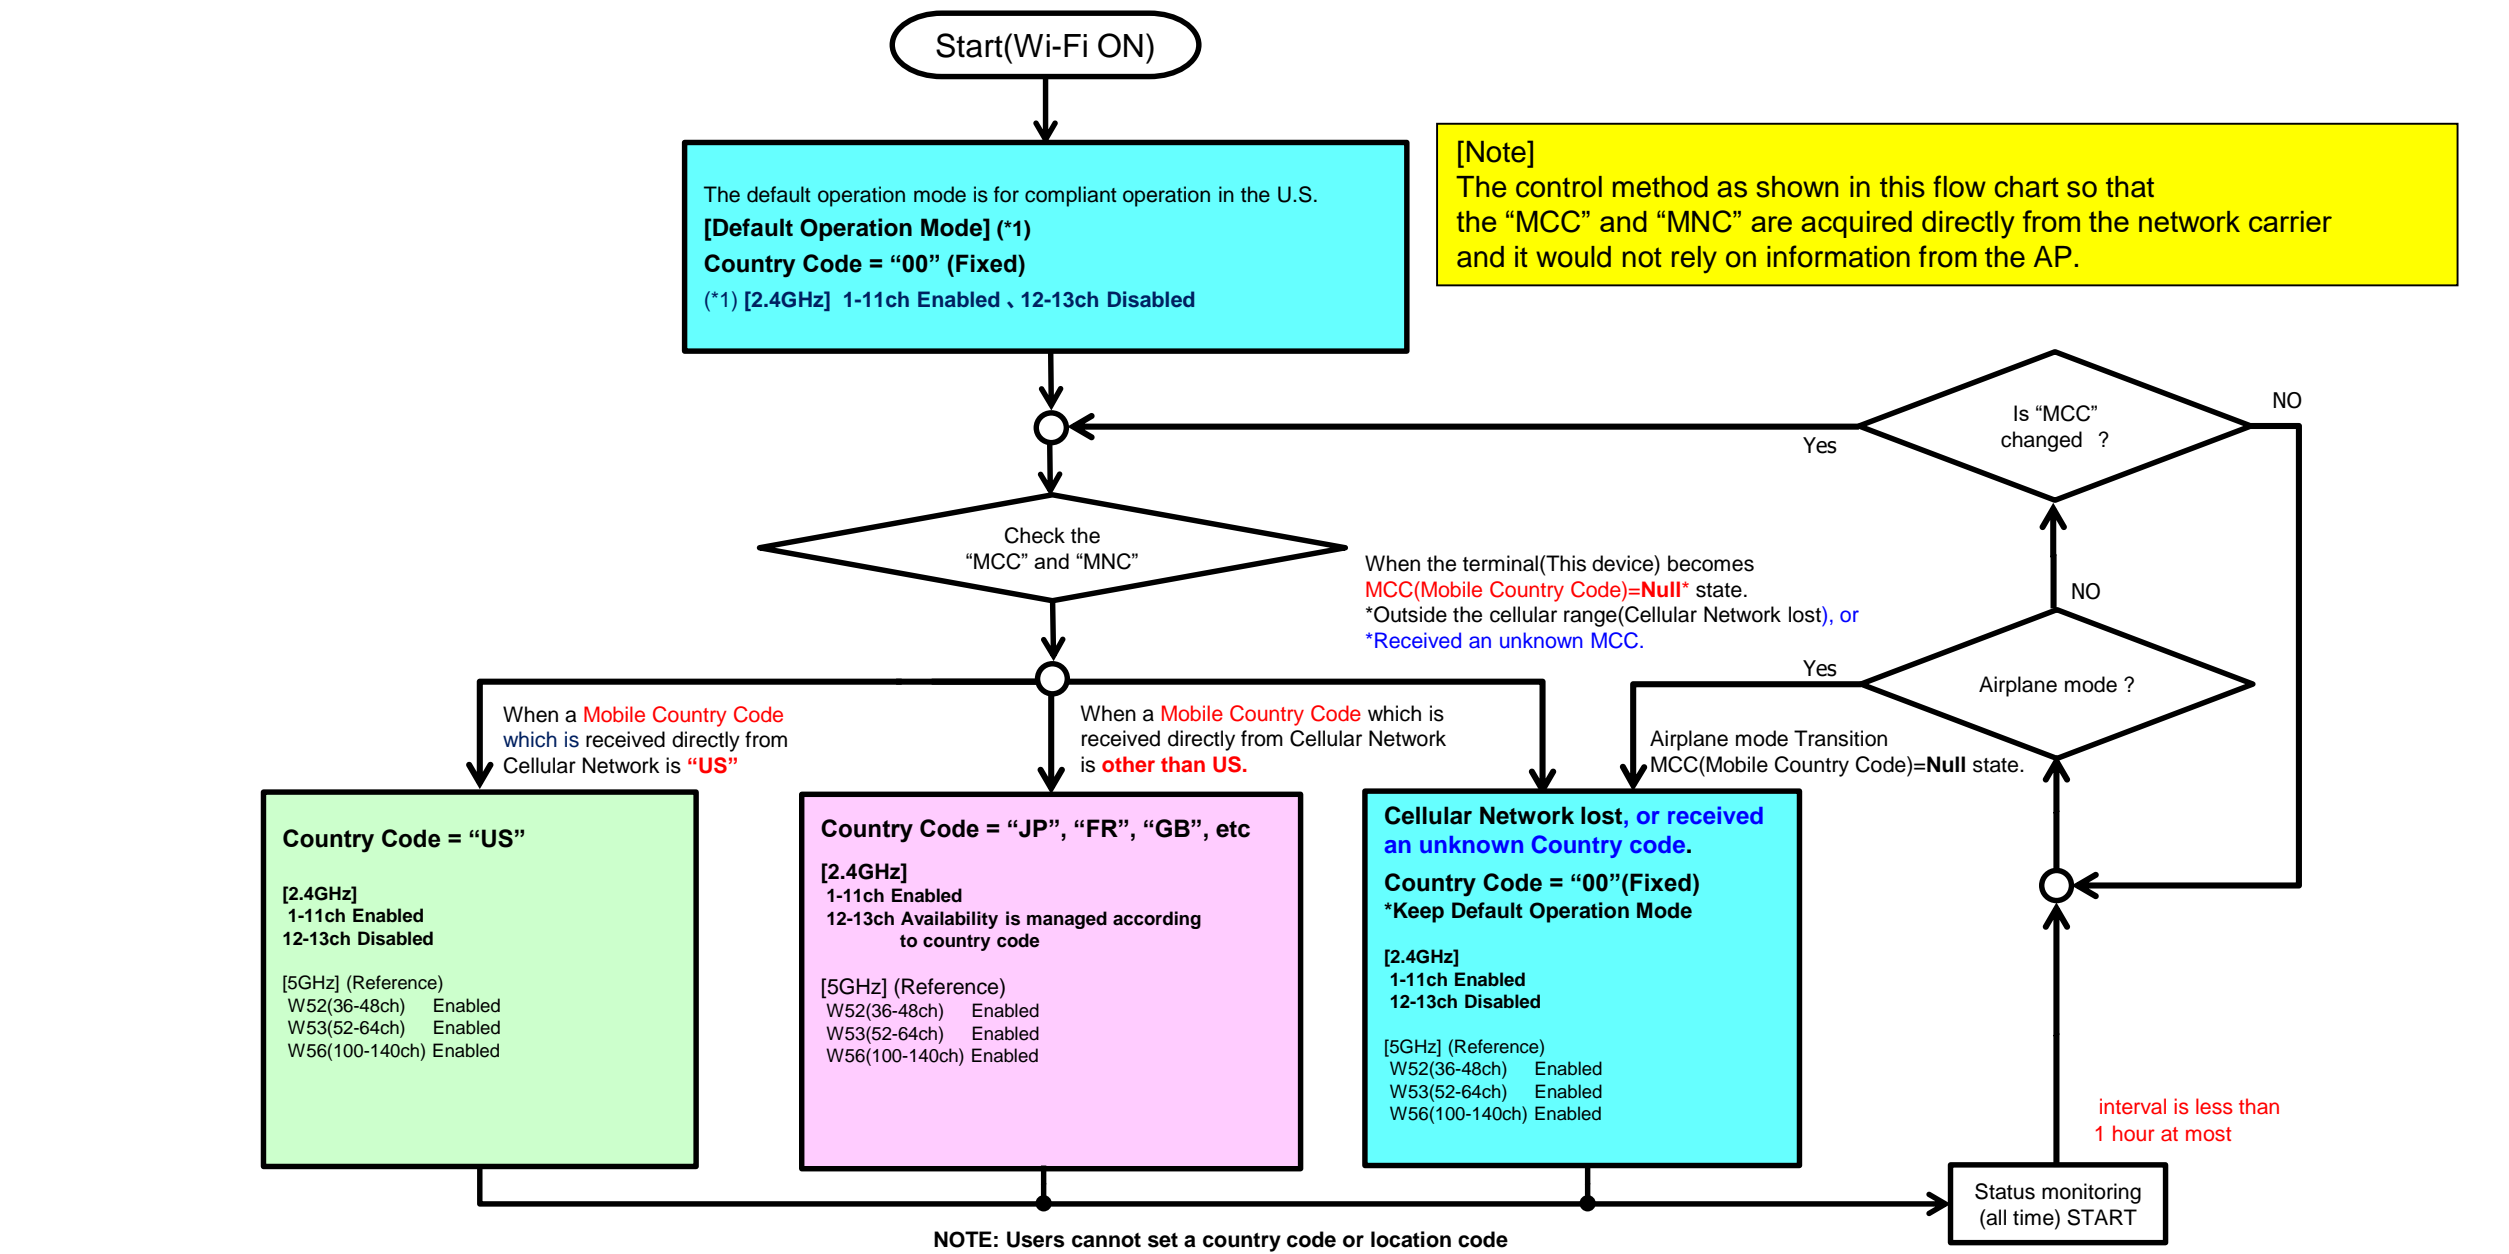 Start(Wi-Fi ON)
The default operation mode is for compliant operation in the U.S.
[Default Operation Mode] (*1)
Country Code = “00” (Fixed)
(*1) [2.4GHz]  1-11ch Enabled 、12-13ch Disabled
[Note]
The control method as shown in this flow chart so that
the “MCC” and “MNC” are acquired directly from the network carrier
and it would not rely on information from the AP.
Is “MCC”
changed ?
NO
Yes
Check the
“MCC” and “MNC”
When the terminal(This device) becomes
MCC(Mobile Country Code)=Null* state.
*Outside the cellular range(Cellular Network lost), or
*Received an unknown MCC.
NO
Yes
Airplane mode ?
When a Mobile Country Code
which is received directly from
Cellular Network is “US”
When a Mobile Country Code which is
received directly from Cellular Network
is other than US.
Airplane mode Transition
MCC(Mobile Country Code)=Null state.
Country Code = “US”
[2.4GHz]
1-11ch Enabled
12-13ch Disabled
[5GHz] (Reference)
W52(36-48ch) Enabled
W53(52-64ch) Enabled
W56(100-140ch) Enabled
Country Code = “JP”, “FR”, “GB”, etc
[2.4GHz]
1-11ch Enabled
12-13ch Availability is managed according
to country code
[5GHz] (Reference)
W52(36-48ch) Enabled
W53(52-64ch) Enabled
W56(100-140ch) Enabled
Cellular Network lost, or received
an unknown Country code.
Country Code = “00”(Fixed)
*Keep Default Operation Mode
[2.4GHz]
1-11ch Enabled
12-13ch Disabled
[5GHz] (Reference)
W52(36-48ch) Enabled
W53(52-64ch) Enabled
W56(100-140ch) Enabled
interval is less than
1 hour at most
Status monitoring
(all time) START
NOTE: Users cannot set a country code or location code